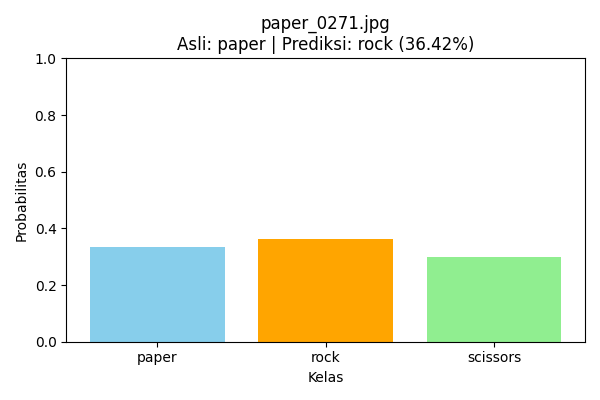 paper_0271.jpg
Asli: paper | Prediksi: rock (36.42%)
1.0
0.8
0.6
0.4
0.2
0.0
Probabilitas
paper
rock
scissors
Kelas